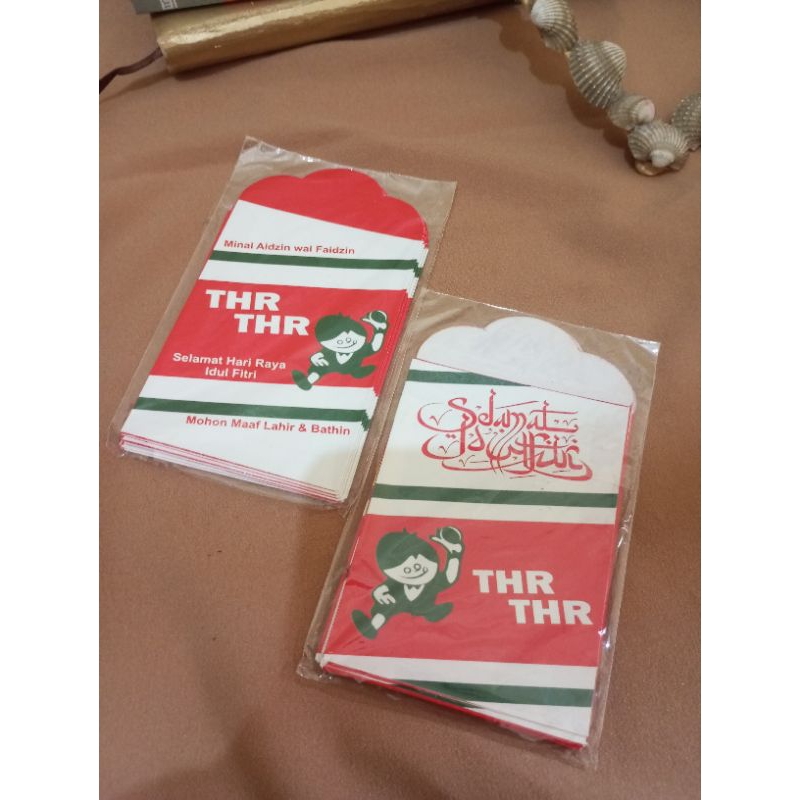 Minal Aidzin wal Faidzin
THR
THR
Selamat Hari Raya
Idul Fitri
Mohon Maaf Lahir & Bathin
Selamat
Idul Fitri
THR
THR